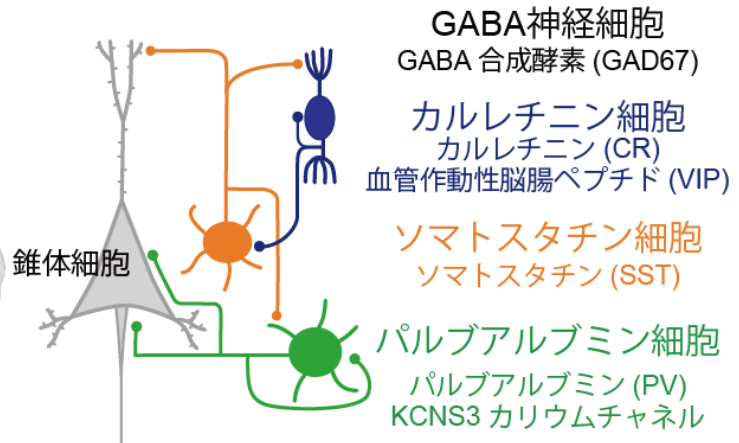 GABA神経細胞
GABA 合成酵素 (GAD67)
カルレチニン細胞
カルレチニン (CR)
血管作動性脳腸ペプチド (VIP)
ソマトスタチン細胞
ソマトスタチン (SST)
錐体細胞
パルブアルブミン細胞
パルブアルブミン (PV)
KCNS3 カリウムチャネル